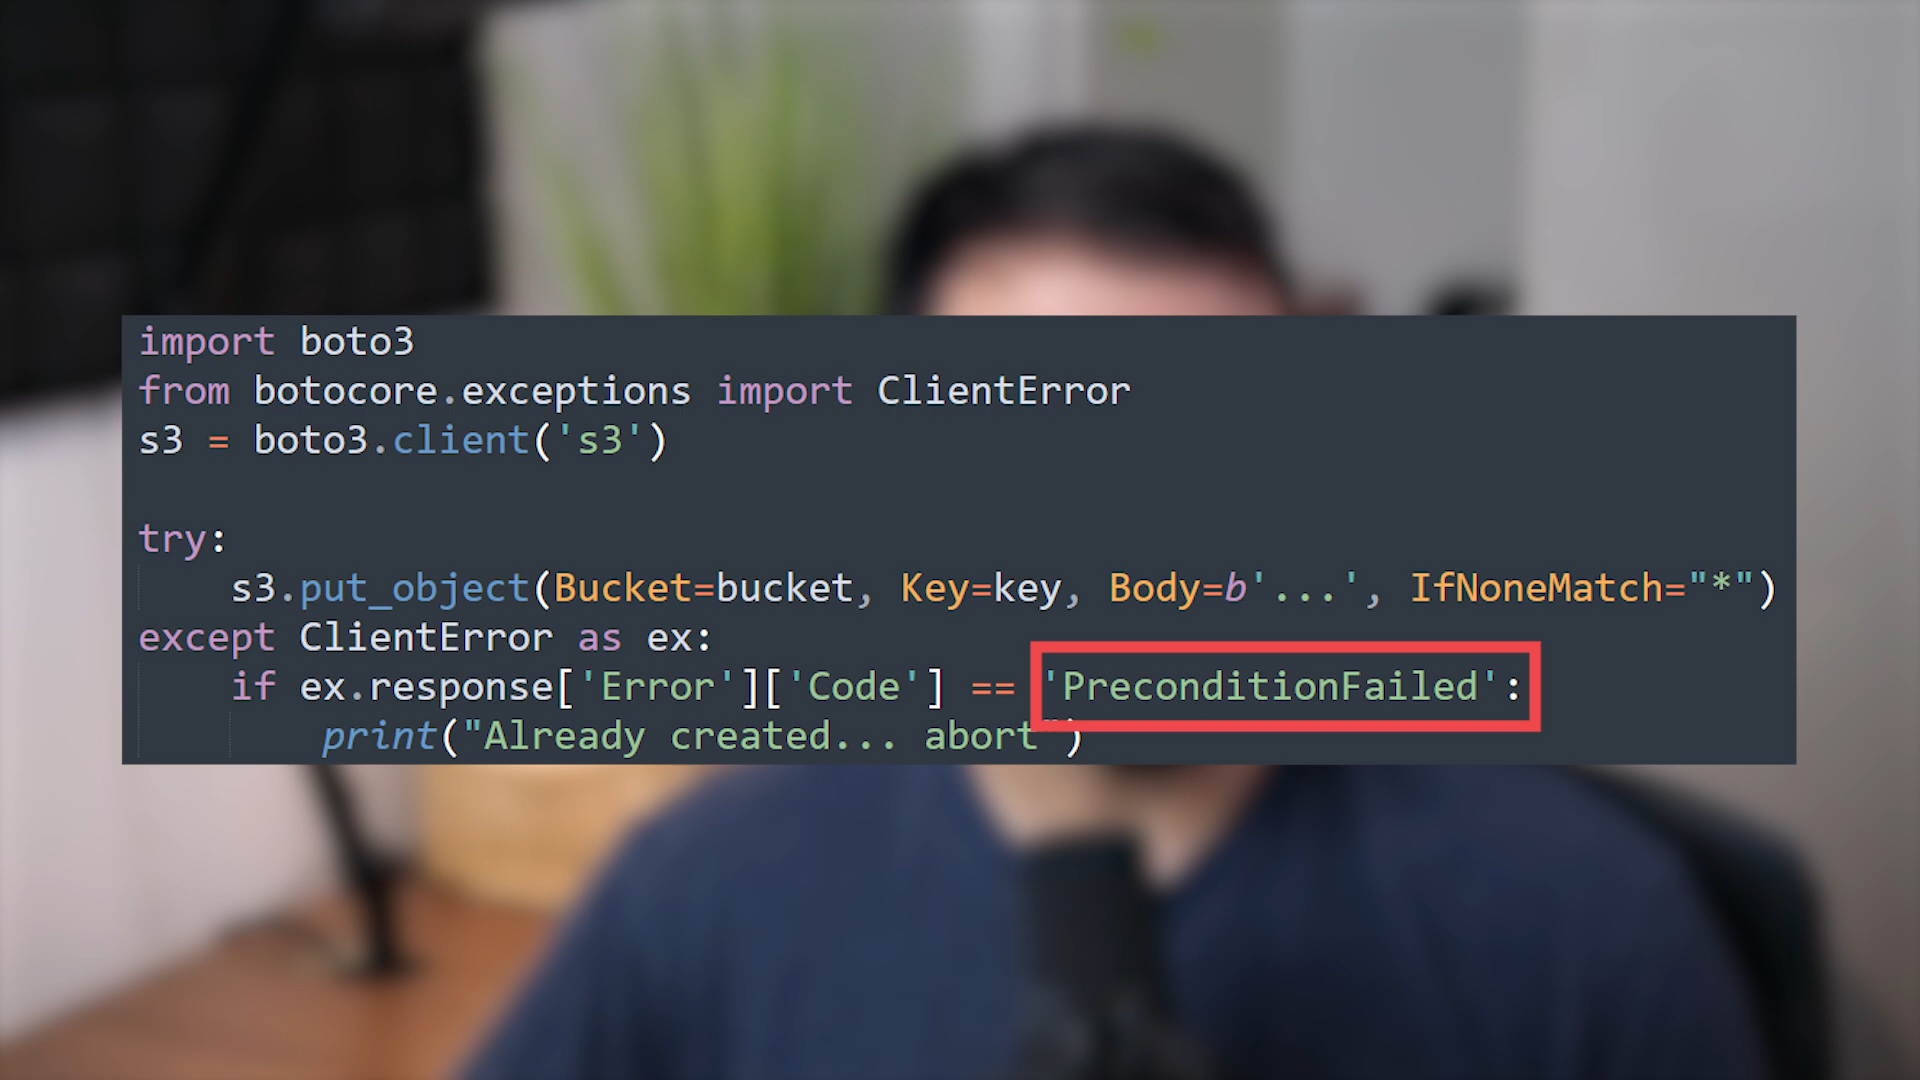 import boto3
from botocore.exceptions import ClientError
s3 = boto3.client('s3')
try:
    s3.put_object(Bucket=bucket, Key=key, Body=b'...', IfNoneMatch="*")
except ClientError as ex:
    if ex.response['Error']['Code'] == 'PreconditionFailed':
        print("Already created... abort")